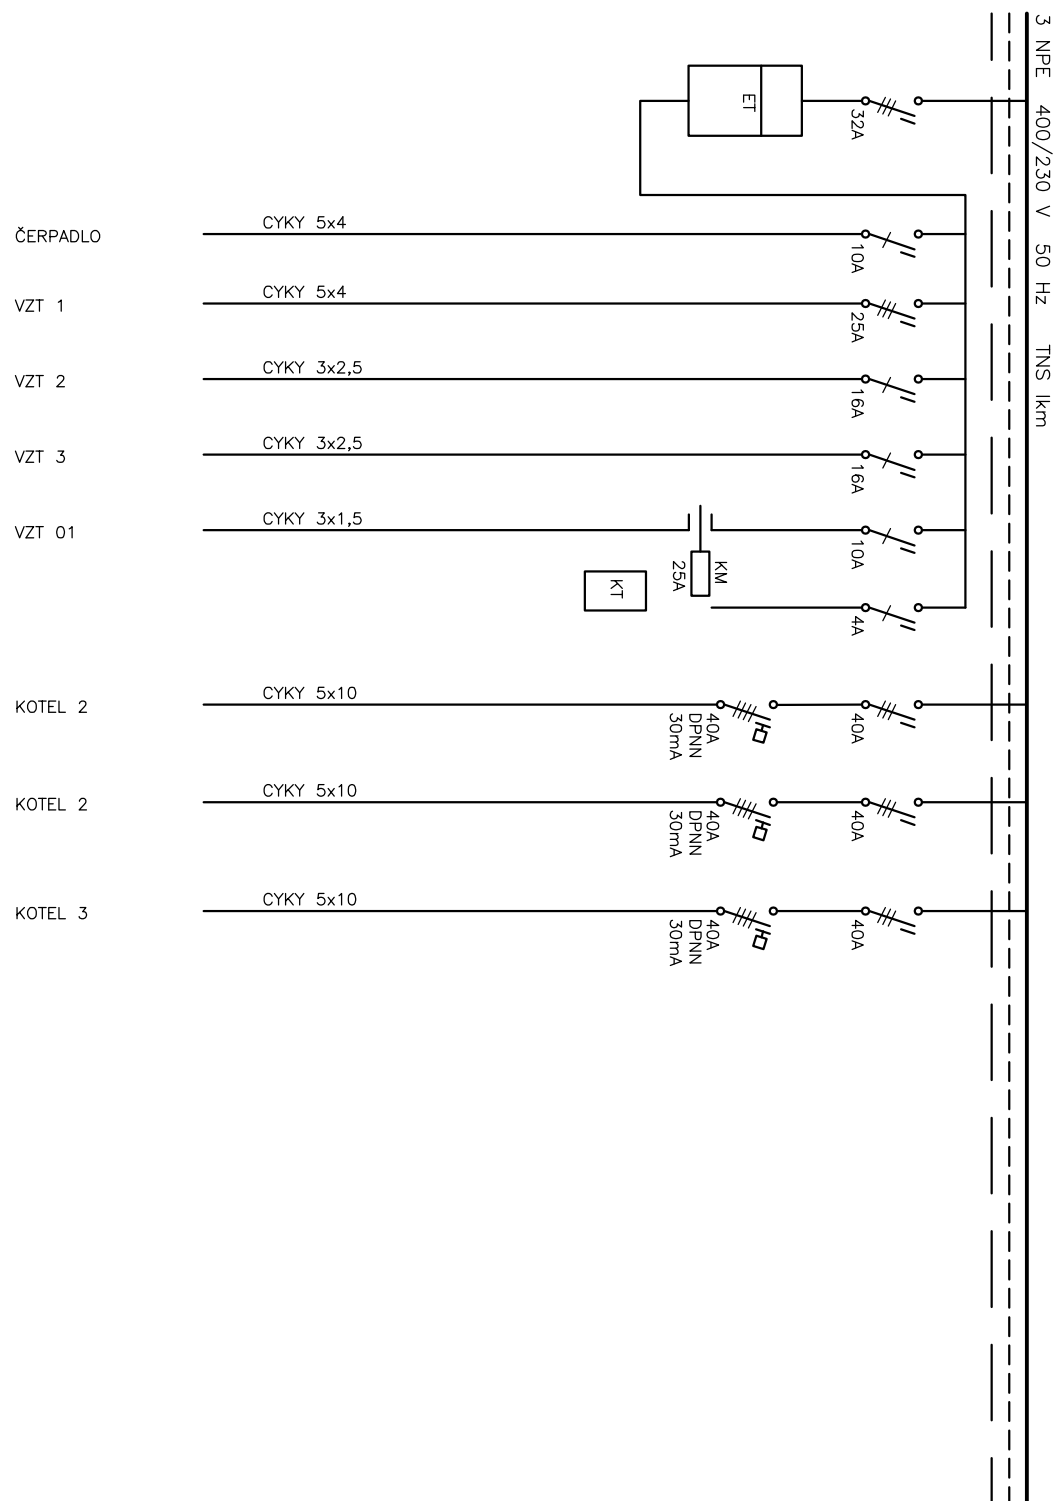 3 NPE 400/230 V 50 Hz TNS Ikm
ET
32A
ČERPADLO
CYKY 5x4
10A
VZT 1
CYKY 5x4
25A
VZT 2
CYKY 3x2,5
16A
VZT 3
CYKY 3x2,5
16A
VZT 01
CYKY 3x1,5
10A
KM
25A
KT
4A
KOTEL 2
CYKY 5x10
40A
DPNN
30mA
40A
KOTEL 2
CYKY 5x10
40A
DPNN
30mA
40A
KOTEL 3
CYKY 5x10
40A
DPNN
30mA
40A